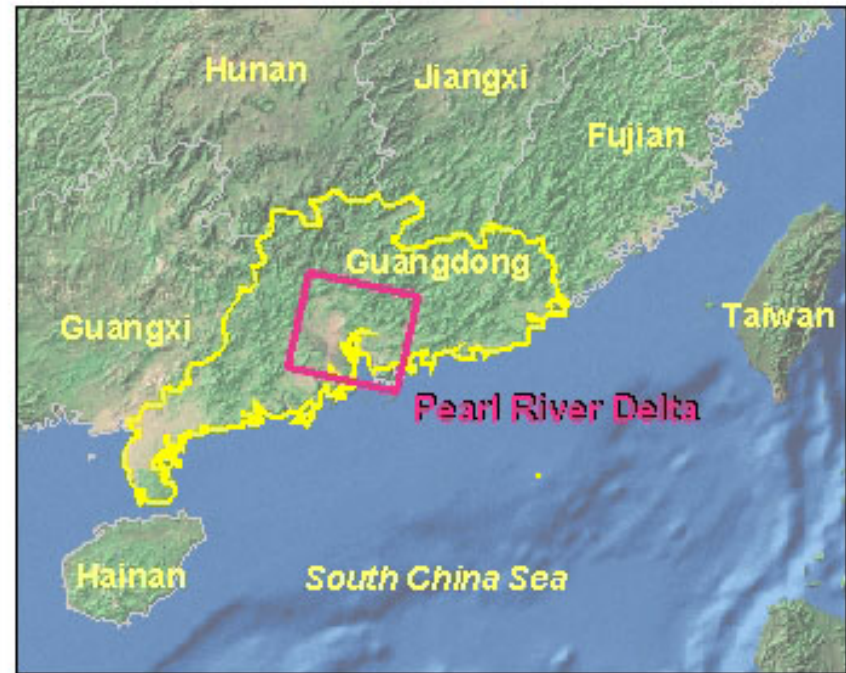 Hunan
Jiangxi
Fujian
Guangdong
Guangxi
Taiwan
Pearl River Delta
Hainan
South China Sea